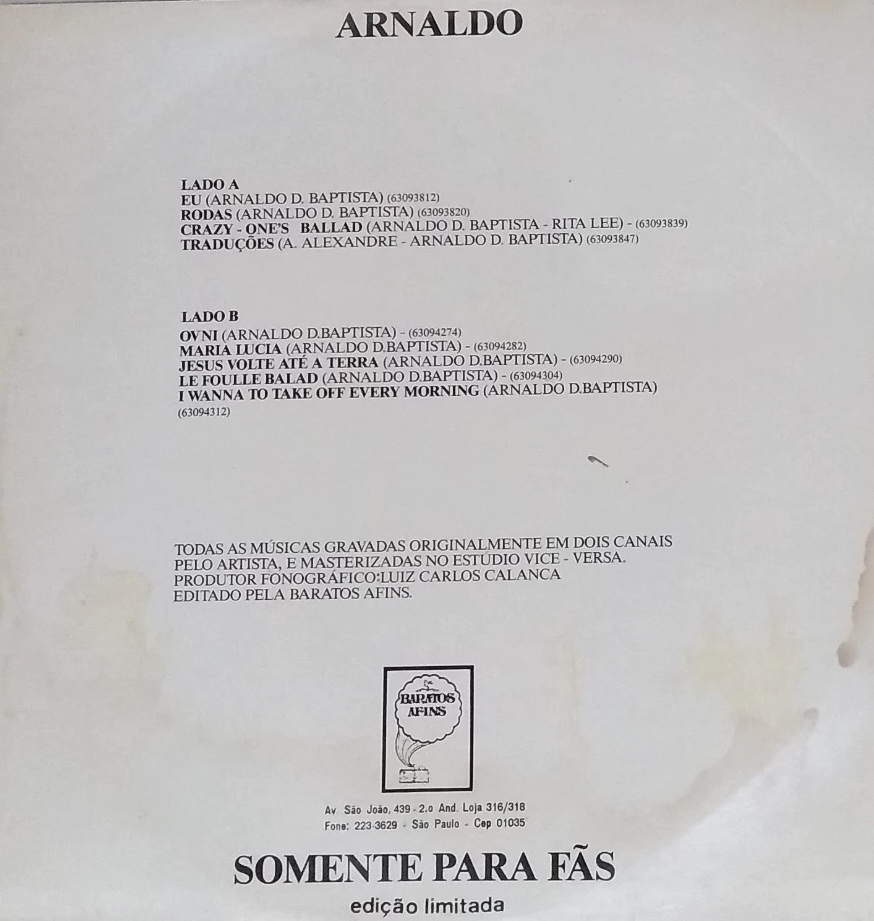 ARNALDO
LADO A
EU (ARNALDO D. BAPTISTA) (63093812)
RODAS (ARNALDO D. BAPTISTA) (63093820)
CRAZY - ONE'S BALLAD (ARNALDO D. BAPTISTA - RITA LEE) - (63093839)
TRADUÇÕES (A. ALEXANDRE - ARNALDO D. BAPTISTA) (63093847)
LADO B
OVNI (ARNALDO D.BAPTISTA) - (63094274)
MARIA LUCIA (ARNALDO D.BAPTISTA) - (63094282)
JESUS VOLTE ATÉ A TERRA (ARNALDO D.BAPTISTA) - (63094290)
LE FOULLE BALAD (ARNALDO D.BAPTISTA) - (63094304)
I WANNA TO TAKE OFF EVERY MORNING (ARNALDO D.BAPTISTA)
(63094312)
TODAS AS MÚSICAS GRAVADAS ORIGINALMENTE EM DOIS CANAIS
PELO ARTISTA, E MASTERIZADAS NO ESTÚDIO VICE - VERSA.
PRODUTOR FONOGRÁFICO:LUIZ CARLOS CALANCA
EDITADO PELA BARATOS AFINS.
BARATOS
AFINS
Av. São João, 439 - 2.o And. Loja 316/318
Fone: 223-3629 - São Paulo - Cep 01035
SOMENTE PARA FÃS
edição limitada